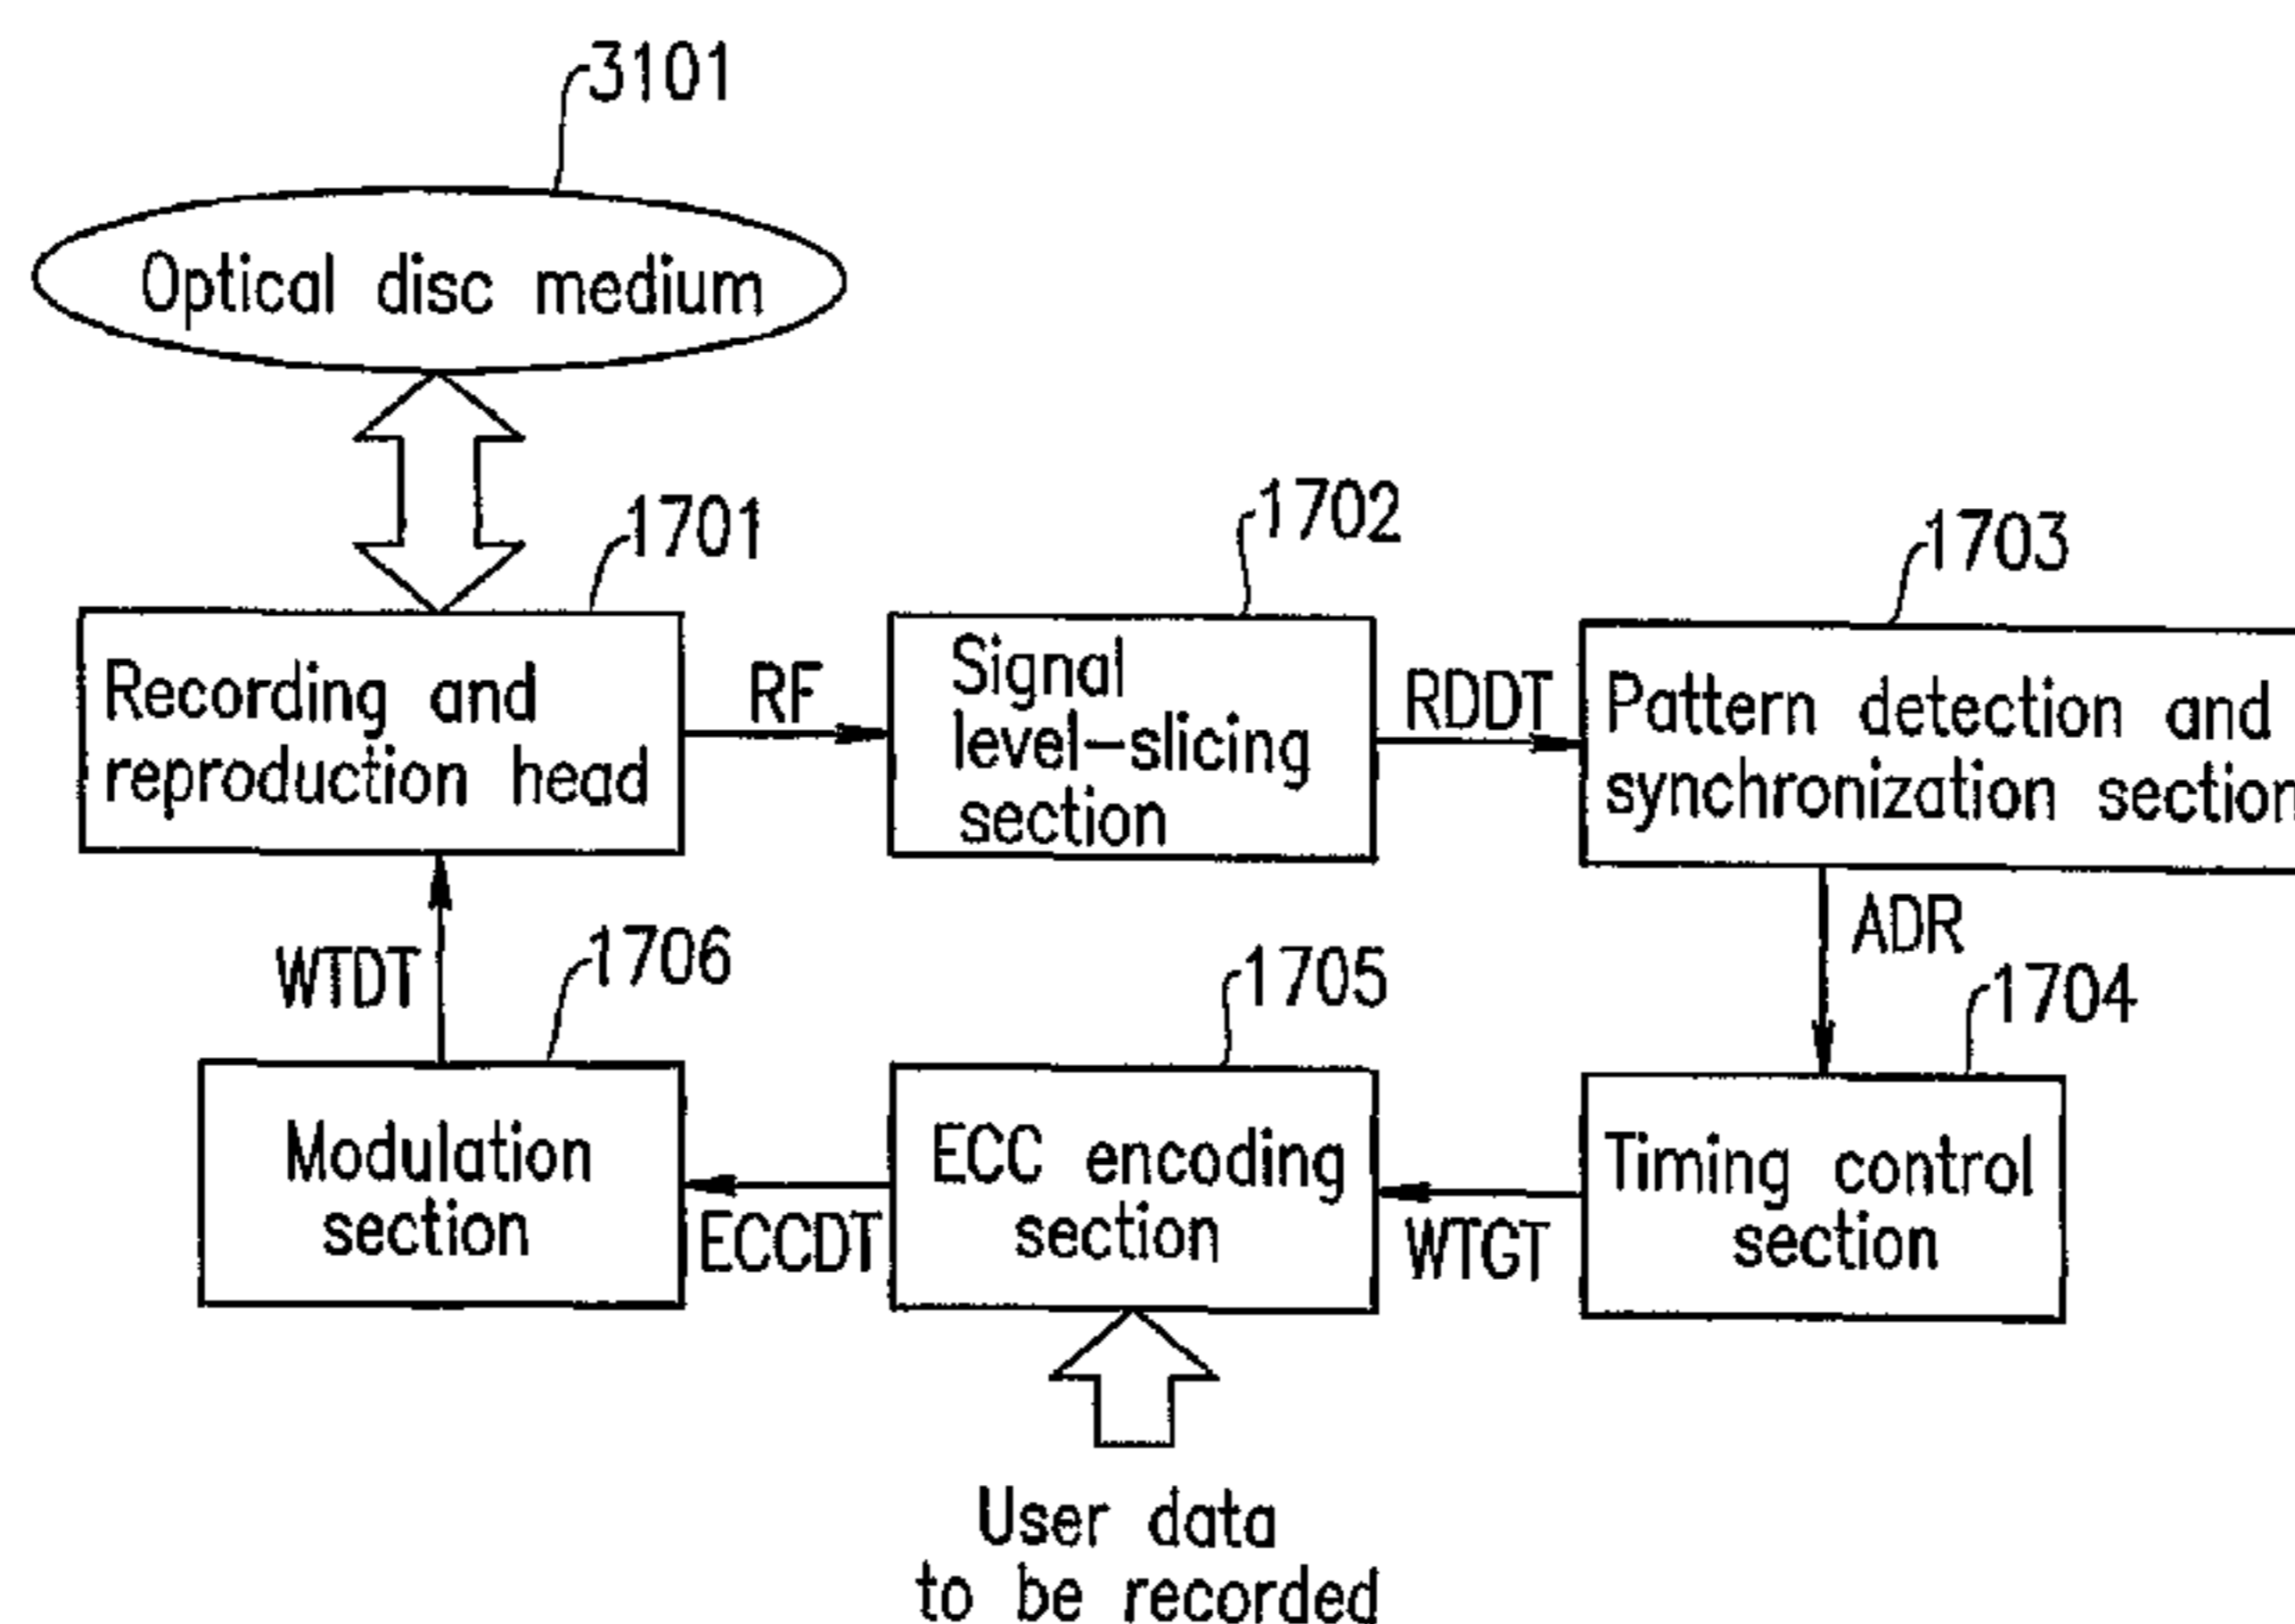 3101
Optical disc medium
1701
1702
1703
Recording and
reproduction head
RF
Signal
level-slicing
section
RDDT
Pattern detection and
synchronization section
WTDT
ADR
1706
1705
1704
Modulation
section
ECCDT
ECC encoding
section
WTGT
Timing control
section
User data
to be recorded